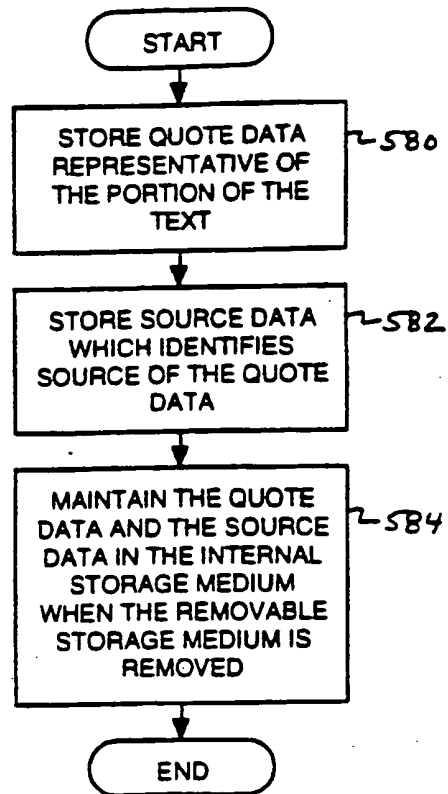 START
STORE QUOTE DATA
REPRESENTATIVE OF
THE PORTION OF THE
TEXT
580
STORE SOURCE DATA
WHICH IDENTIFIES
SOURCE OF THE QUOTE
DATA
582
MAINTAIN THE QUOTE
DATA AND THE SOURCE
DATA IN THE INTERNAL
STORAGE MEDIUM
WHEN THE REMOVABLE
STORAGE MEDIUM IS
REMOVED
584
END